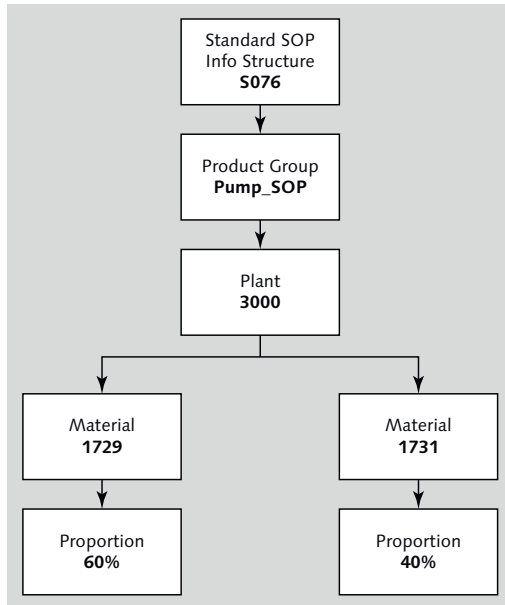 Standard SOP
Info Structure
S076
Product Group
Pump_SOP
Plant
3000
Material
1729
Material
1731
Proportion
60%
Proportion
40%